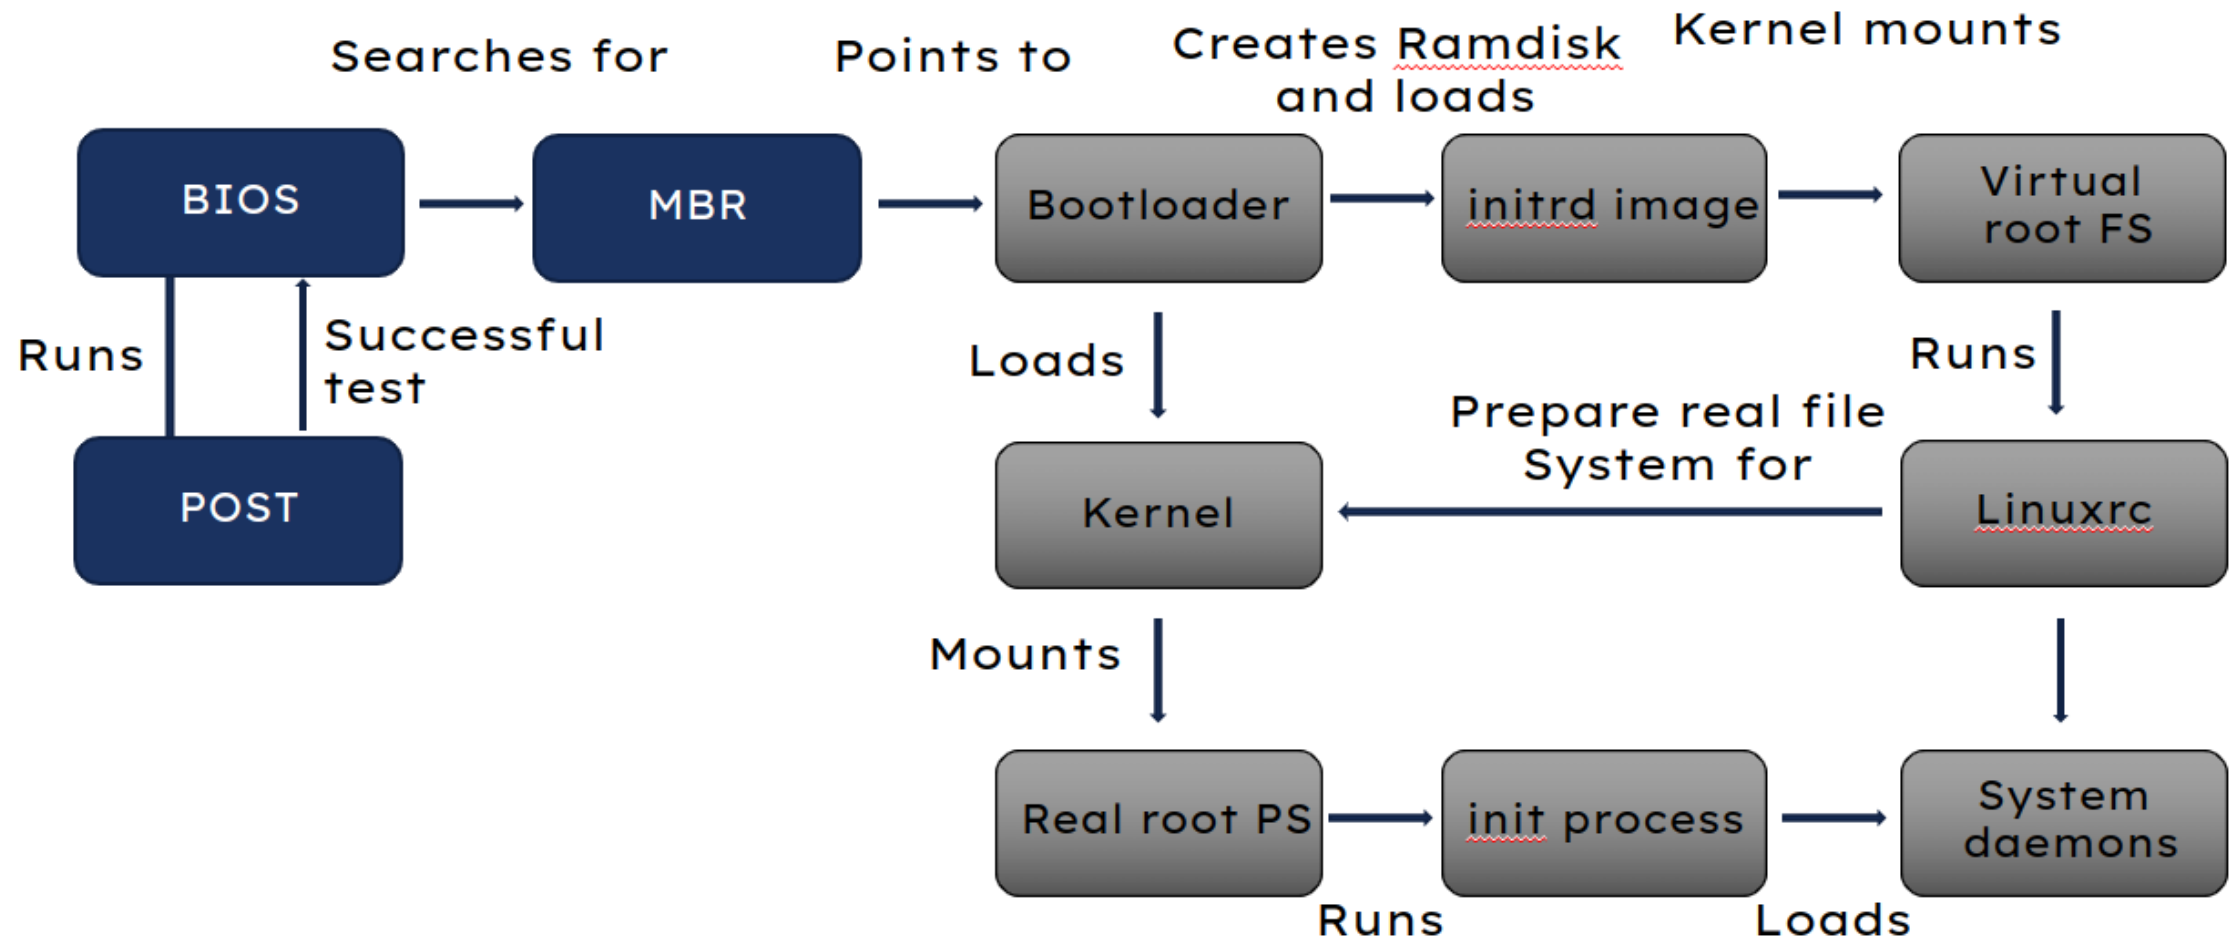 Searches for
Points to
Creates Ramdisk
and loads
Kernel mounts
BIOS
MBR
Bootloader
initrd image
Virtual
root FS
Runs
Successful
test
Loads
Runs
Prepare real file
System for
POST
Kernel
Linuxrc
Mounts
Real root PS
init process
System
daemons
Runs
Loads